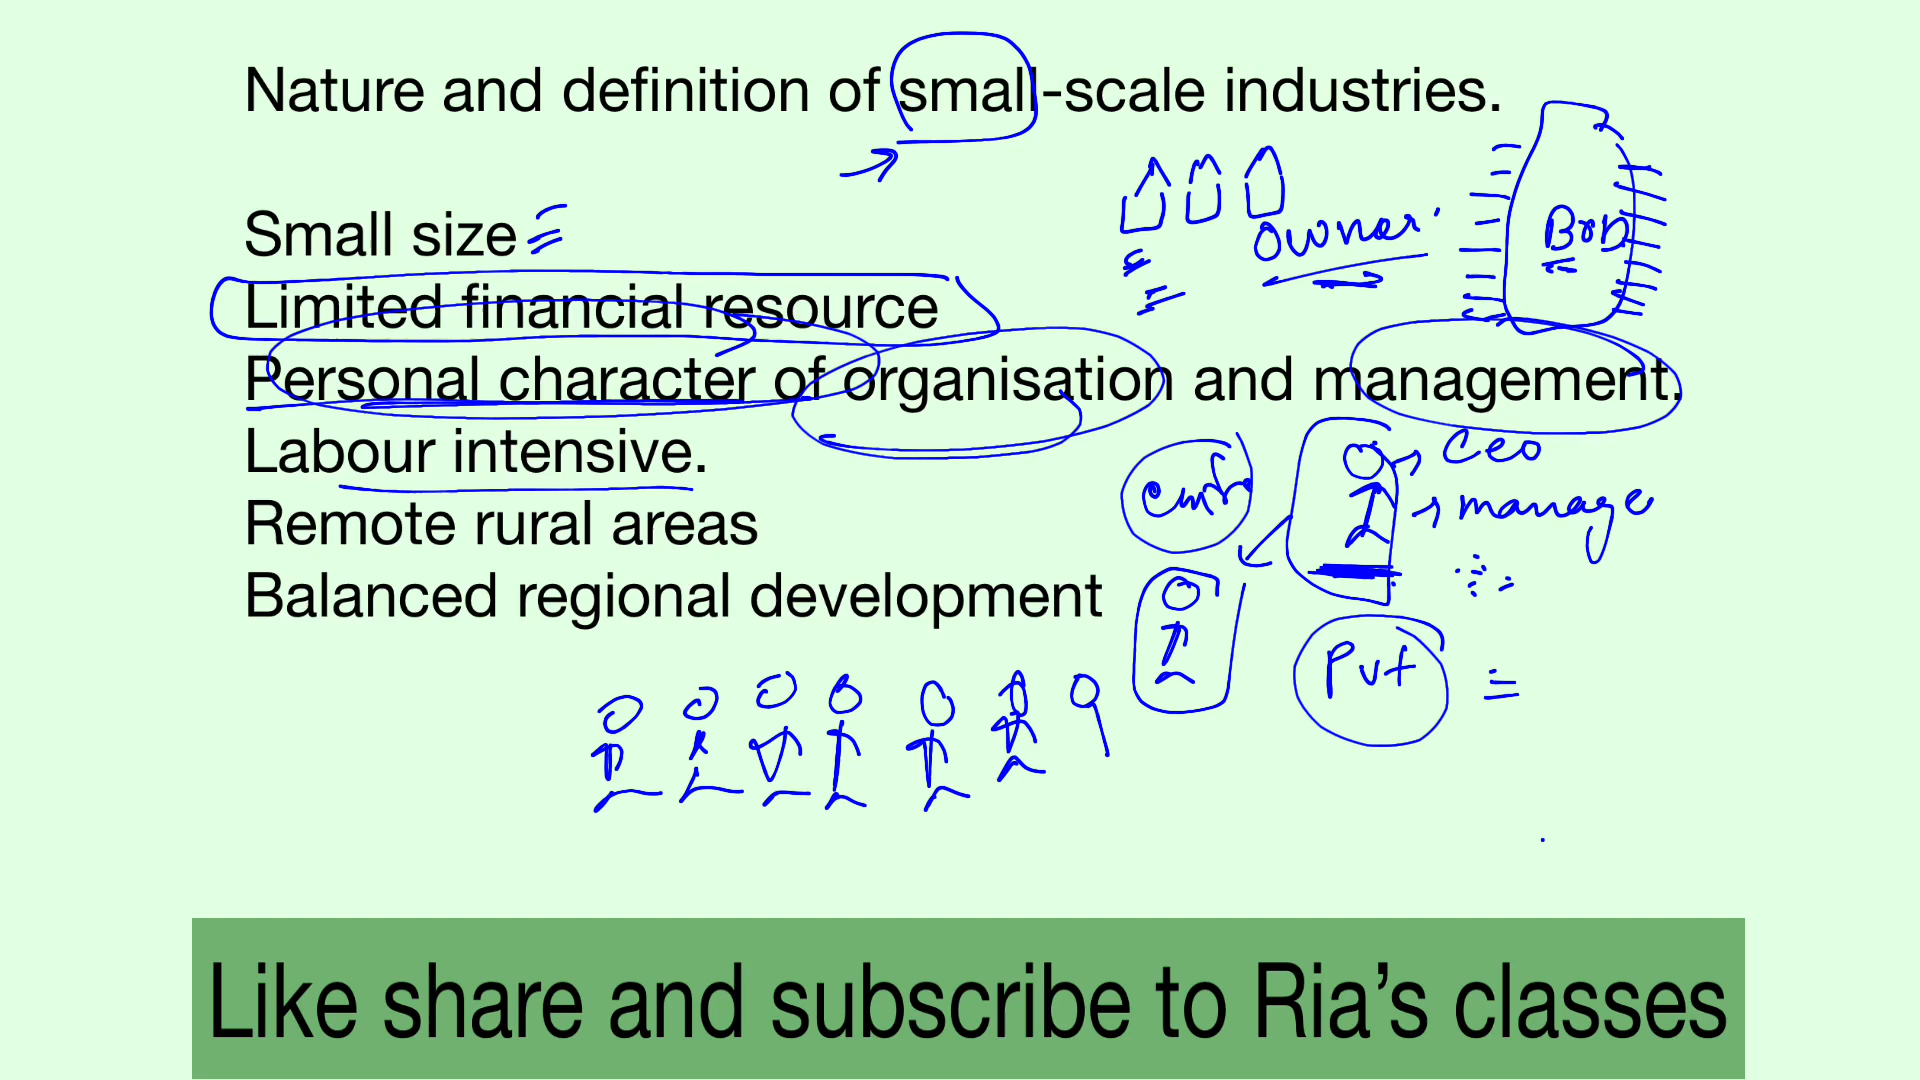 Nature and definition of small-scale industries.
Small size
owner
BOD
Limited financial resource
Personal character of organisation and management.
Labour intensive.
CEO
manage
Remote rural areas
Balanced regional development
Pvt
Like share and subscribe to Ria’s classes